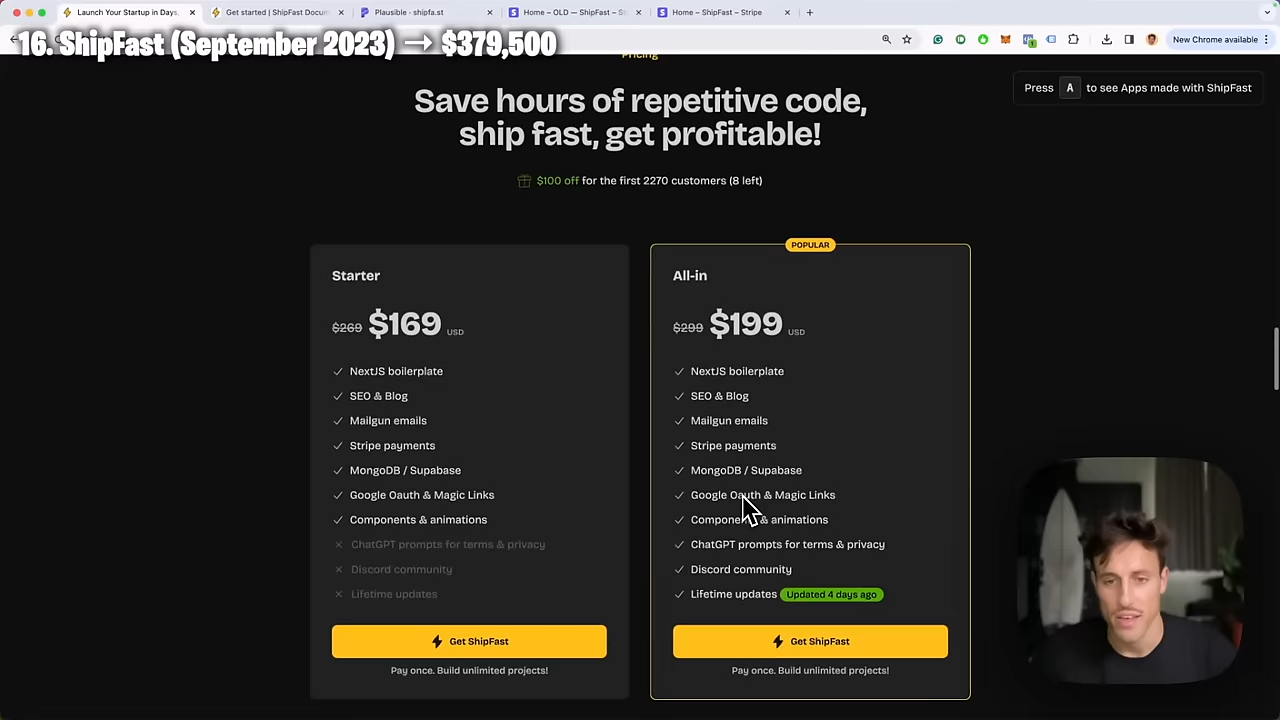 Launch Your Startup in Days,
Get started | ShipFast Docum
Plausible · shipfa.st
Home – OLD — ShipFast – St
Home – ShipFast – Stripe
16. ShipFast (September 2023) → $379,500
New Chrome available
Pricing
Press A to see Apps made with ShipFast
Save hours of repetitive code,
ship fast, get profitable!
$100 off for the first 2270 customers (8 left)
Starter
$269 $169 USD
NextJS boilerplate
SEO & Blog
Mailgun emails
Stripe payments
MongoDB / Supabase
Google Oauth & Magic Links
Components & animations
ChatGPT prompts for terms & privacy
Discord community
Lifetime updates
Get ShipFast
Pay once. Build unlimited projects!
POPULAR
All-in
$299 $199 USD
NextJS boilerplate
SEO & Blog
Mailgun emails
Stripe payments
MongoDB / Supabase
Google Oauth & Magic Links
Components & animations
ChatGPT prompts for terms & privacy
Discord community
Lifetime updates Updated 4 days ago
Get ShipFast
Pay once. Build unlimited projects!